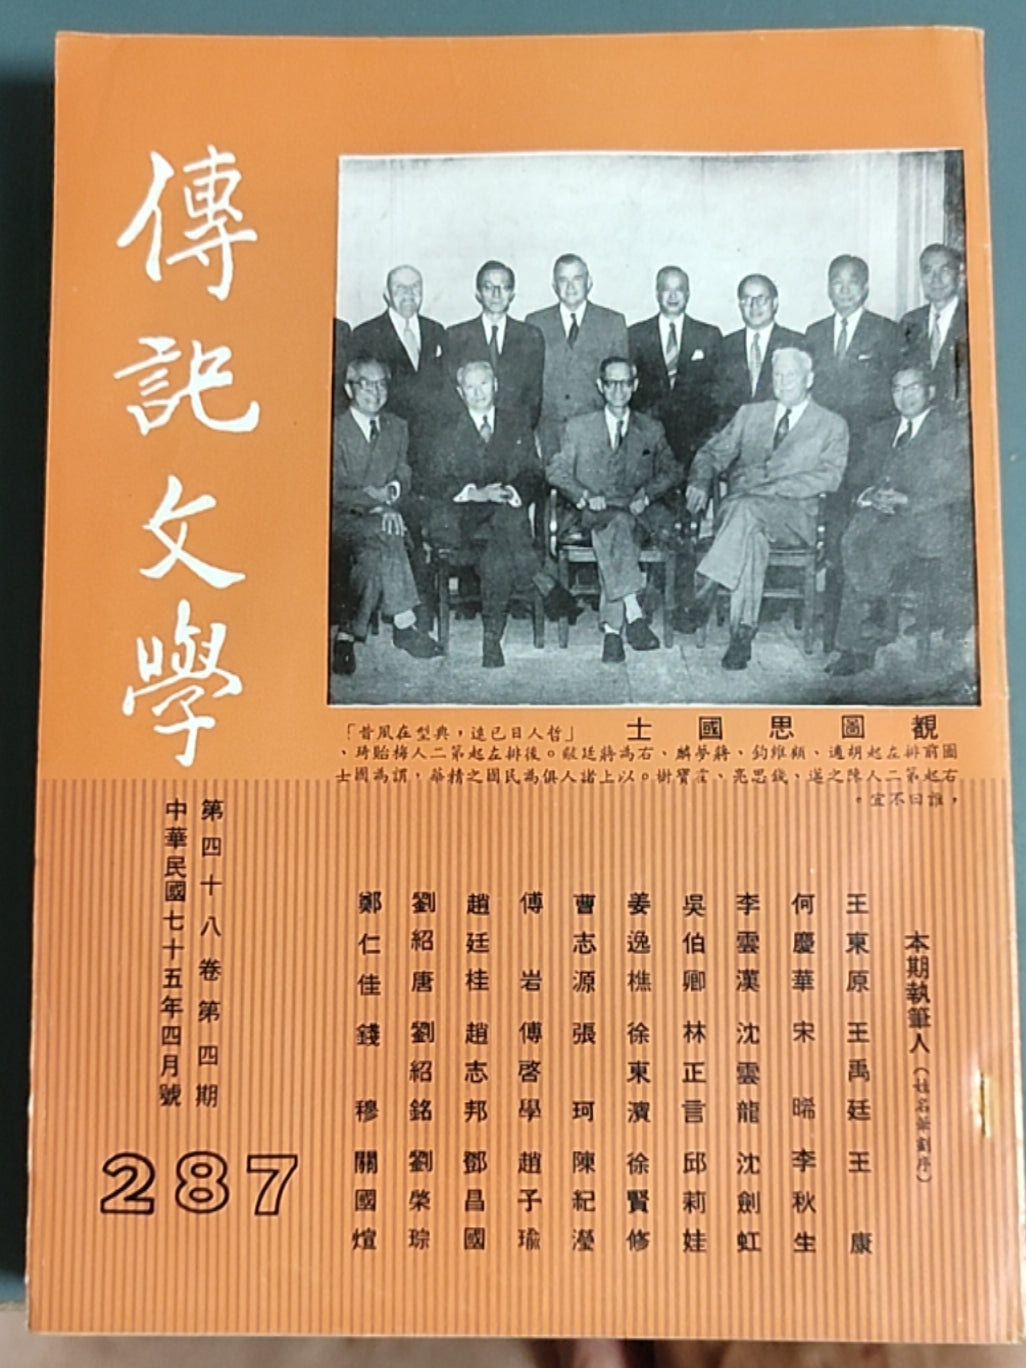 傳記文學
觀圖思國士
「哲人日已遠，典型在風昔」
圖前排左起胡適、顧維鈞、蔣夢麟、右為蔣廷黻。後排左起第二人梅貽琦、
右起第二人陳之邁、錢思亮、霍寶樹。以上諸人俱為民國之精華，謂為國士
，誰曰不宜。
本期執筆人（姓名筆劃序）
王東原 王禹廷 王康
何慶華 宋晞 李秋生
李雲漢 沈雲龍 沈劍虹
吳伯卿 林正言 邱莉娃
姜逸樵 徐東濱 徐賢修
曹志源 張珂 陳紀瀅
傅岩 傅啓學 趙子瑜
趙廷桂 趙志邦 鄧昌國
劉紹唐 劉紹銘 劉榮琮
鄭仁佳 錢穆 關國煊
第四十八卷第四期
中華民國七十五年四月號
287